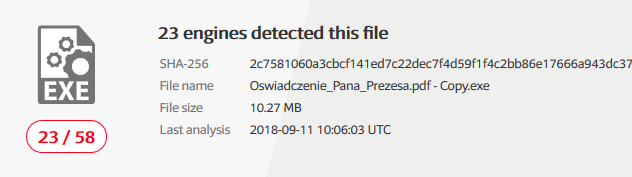 23 engines detected this file
SHA-256 2c7581060a3cbcf141ed7c22dec7f4d59f1f4c2bb86e17666a943dc37
File name Oswiadczenie_Pana_Prezesa.pdf - Copy.exe
File size 10.27 MB
Last analysis 2018-09-11 10:06:03 UTC
EXE
23 / 58